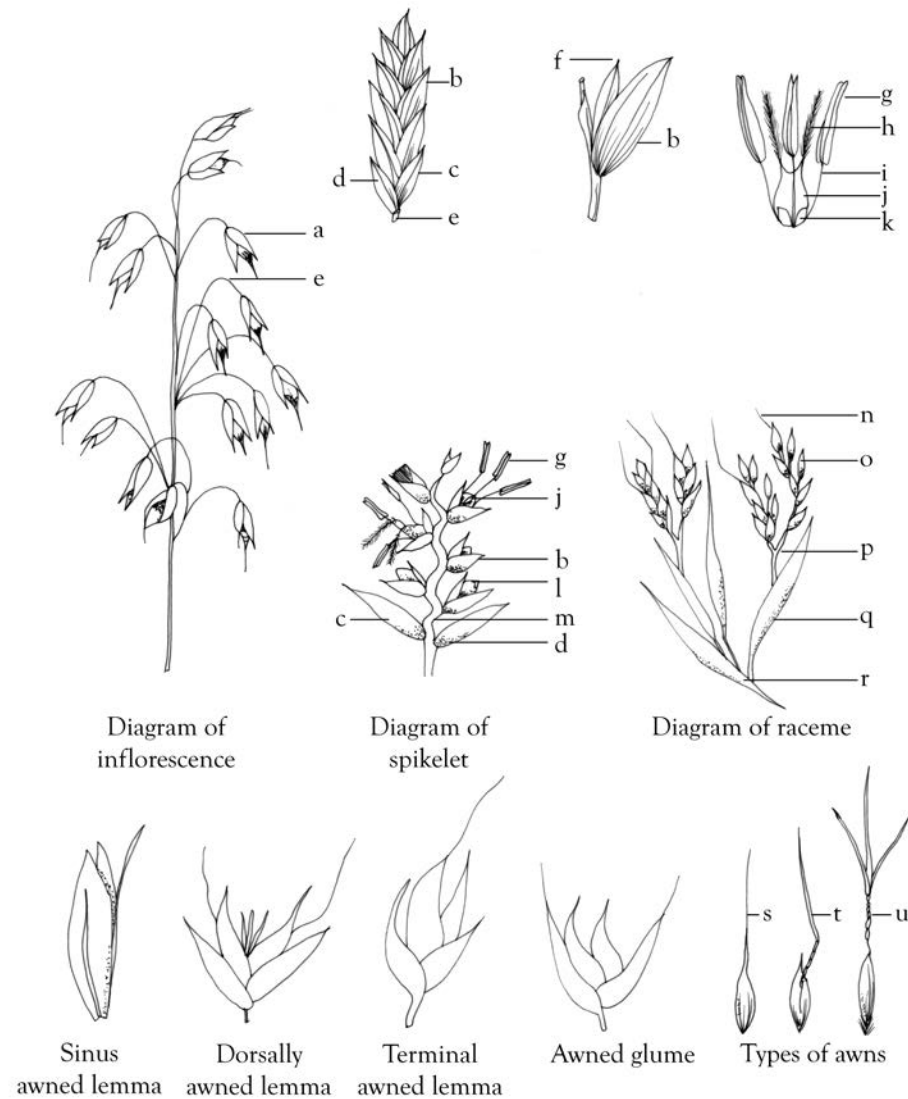 f
b
g
h
b
i
d
c
j
k
e
a
e
n
g
o
j
b
p
l
c
m
q
d
r
Diagram of
inflorescence
Diagram of
spikelet
Diagram of raceme
s
t
u
Sinus
awned lemma
Dorsally
awned lemma
Terminal
awned lemma
Awned glume
Types of awns